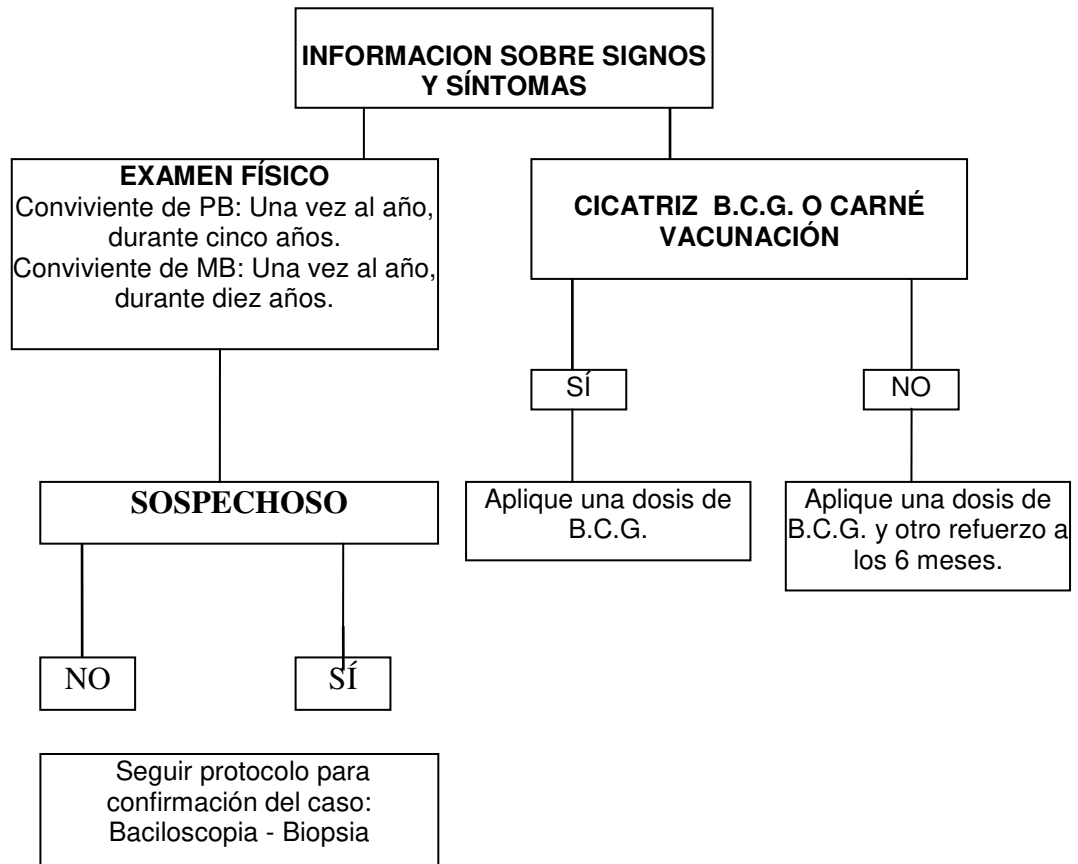 INFORMACION SOBRE SIGNOS
Y SÍNTOMAS
EXAMEN FÍSICO
Conviviente de PB: Una vez al año,
durante cinco años.
Conviviente de MB: Una vez al año,
durante diez años.
CICATRIZ B.C.G. O CARNÉ
VACUNACIÓN
SÍ
NO
SOSPECHOSO
Aplique una dosis de
B.C.G.
Aplique una dosis de
B.C.G. y otro refuerzo a
los 6 meses.
NO
SÍ
Seguir protocolo para
confirmación del caso:
Baciloscopia - Biopsia